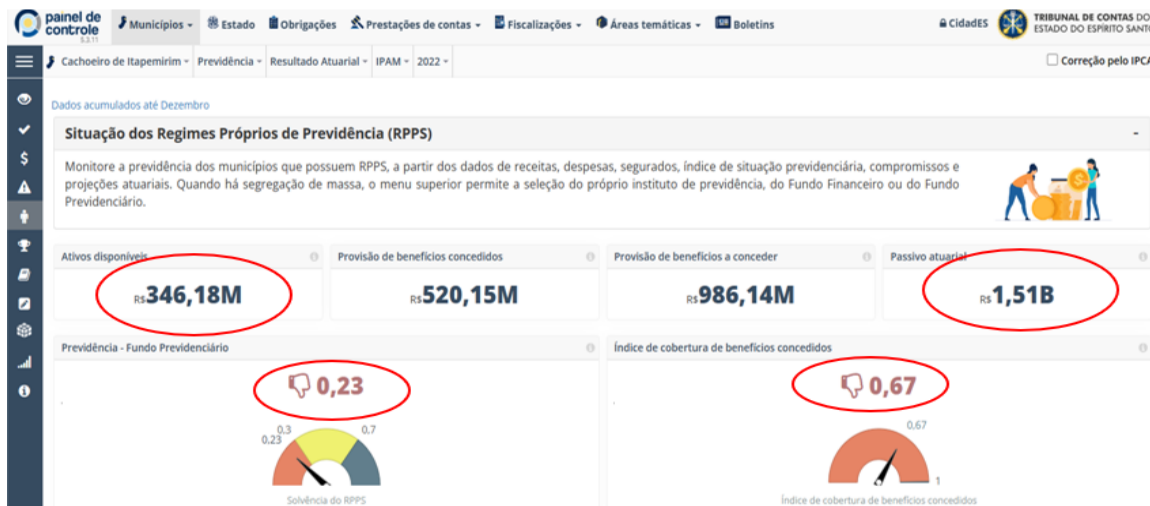 painel de controle
5.3.11
Municípios
Estado
Obrigações
Prestações de contas
Fiscalizações
Áreas temáticas
Boletins
CidadES
TRIBUNAL DE CONTAS DO
ESTADO DO ESPÍRITO SANTO
Cachoeiro de Itapemirim
Previdência
Resultado Atuarial
IPAM
2022
Correção pelo IPCA
Dados acumulados até Dezembro
Situação dos Regimes Próprios de Previdência (RPPS)
-
Monitore a previdência dos municípios que possuem RPPS, a partir dos dados de receitas, despesas, segurados, índice de situação previdenciária, compromissos e
projeções atuariais. Quando há segregação de massa, o menu superior permite a seleção do próprio instituto de previdência, do Fundo Financeiro ou do Fundo
Previdenciário.
Ativos disponíveis
Provisão de benefícios concedidos
Provisão de benefícios a conceder
Passivo atuarial
R$346,18M
R$520,15M
R$986,14M
R$1,51B
Previdência - Fundo Previdenciário
Índice de cobertura de benefícios concedidos
0,23
0,67
0,3
0,7
0,23
0,67
1
Solvência do RPPS
Índice de cobertura de benefícios concedidos